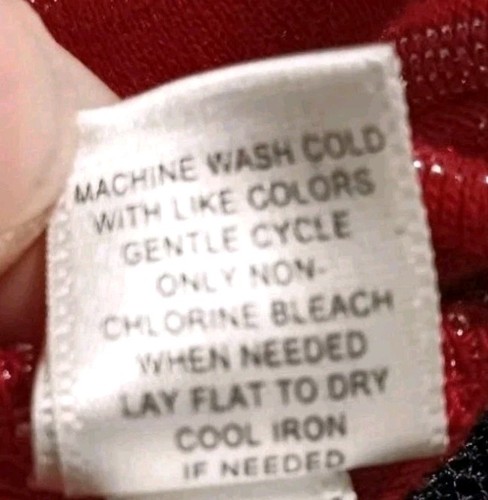 MACHINE WASH COLD
WITH LIKE COLORS
GENTLE CYCLE
ONLY NON-
CHLORINE BLEACH
WHEN NEEDED
LAY FLAT TO DRY
COOL IRON
IF NEEDED